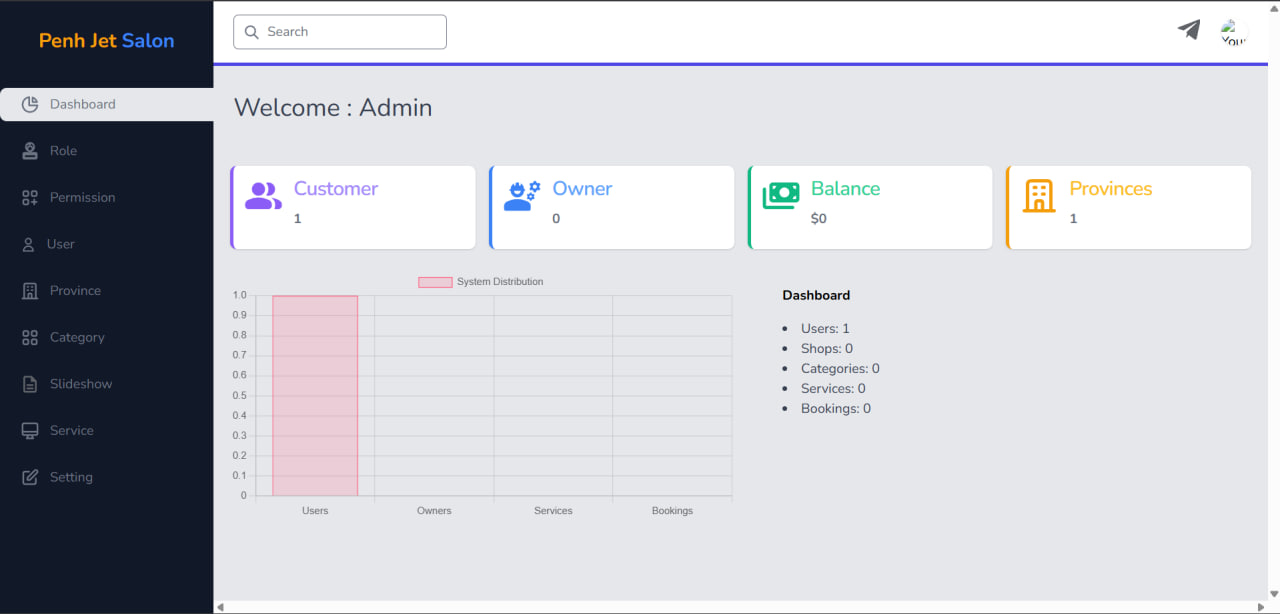 Penh Jet Salon
Search
You
Dashboard
Role
Permission
User
Province
Category
Slideshow
Service
Setting
Welcome : Admin
Customer
1
Owner
0
Balance
$0
Provinces
1
System Distribution
1.0
0.9
0.8
0.7
0.6
0.5
0.4
0.3
0.2
0.1
0
Users Owners Services Bookings
Dashboard
• Users: 1
• Shops: 0
• Categories: 0
• Services: 0
• Bookings: 0